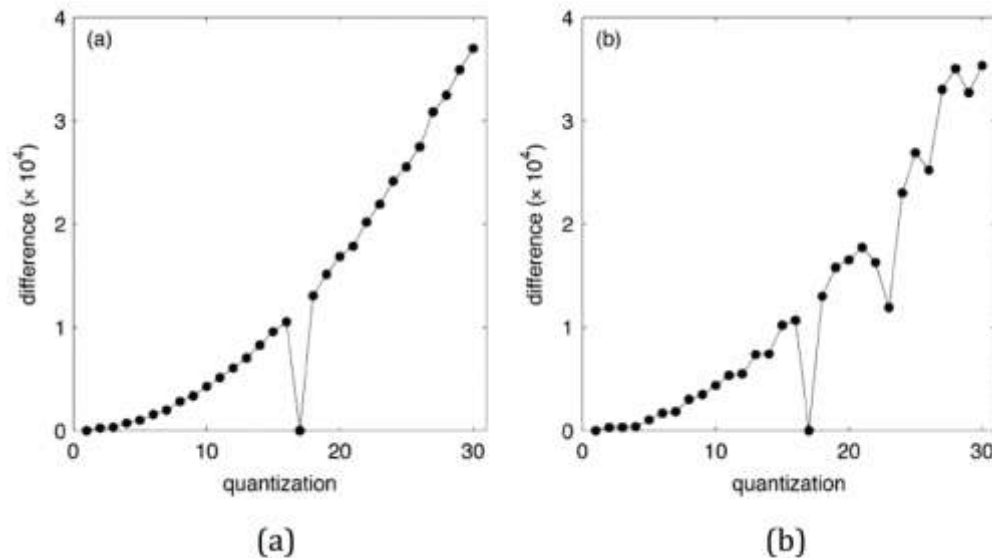 (a)
4
3
2
1
0
difference (× 10⁴)
0 10 20 30
quantization
(a)
(b)
4
3
2
1
0
difference (× 10⁴)
0 10 20 30
quantization
(b)